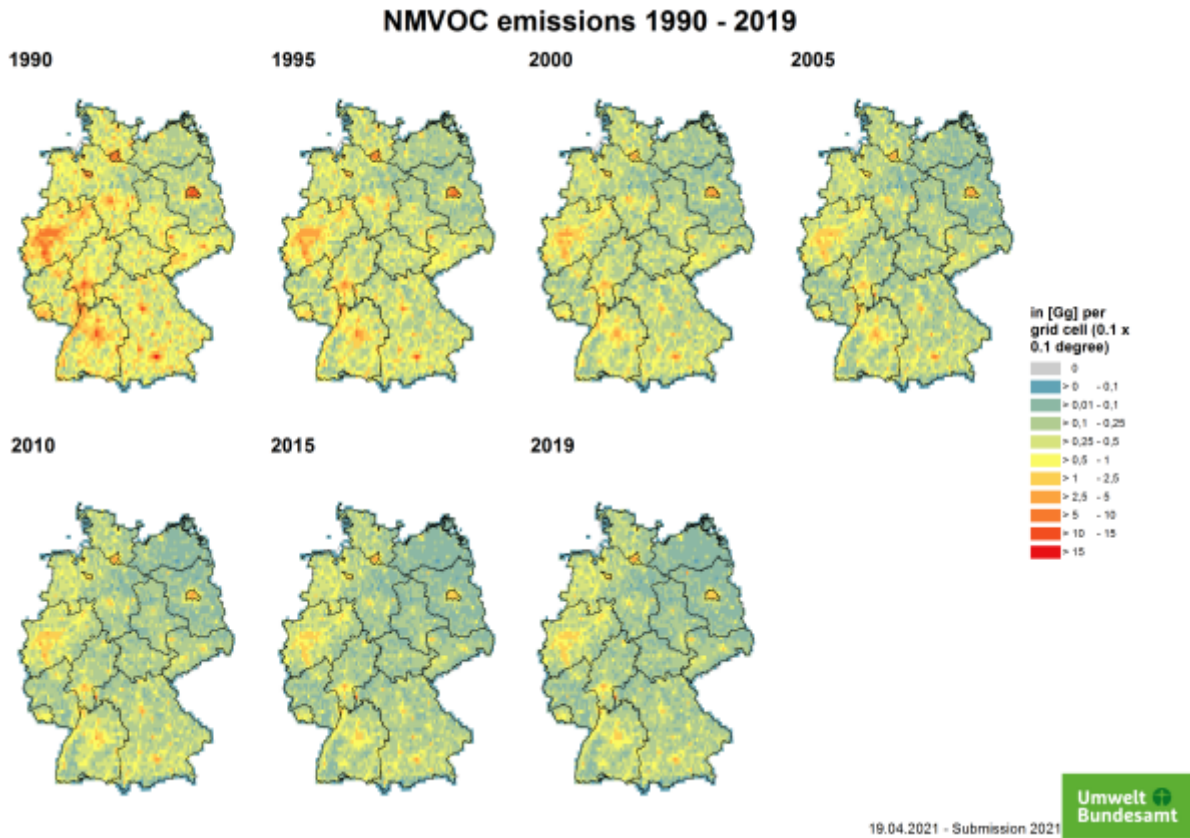 NMVOC emissions 1990 - 2019
1990
1995
2000
2005
in [Gg] per
grid cell (0.1 x
0.1 degree)
0
> 0 - 0,1
> 0,01 - 0,1
> 0,1 - 0,25
> 0,25 - 0,5
> 0,5 - 1
> 1 - 2,5
> 2,5 - 5
> 5 - 10
> 10 - 15
> 15
2010
2015
2019
19.04.2021 - Submission 2021
Umwelt
Bundesamt